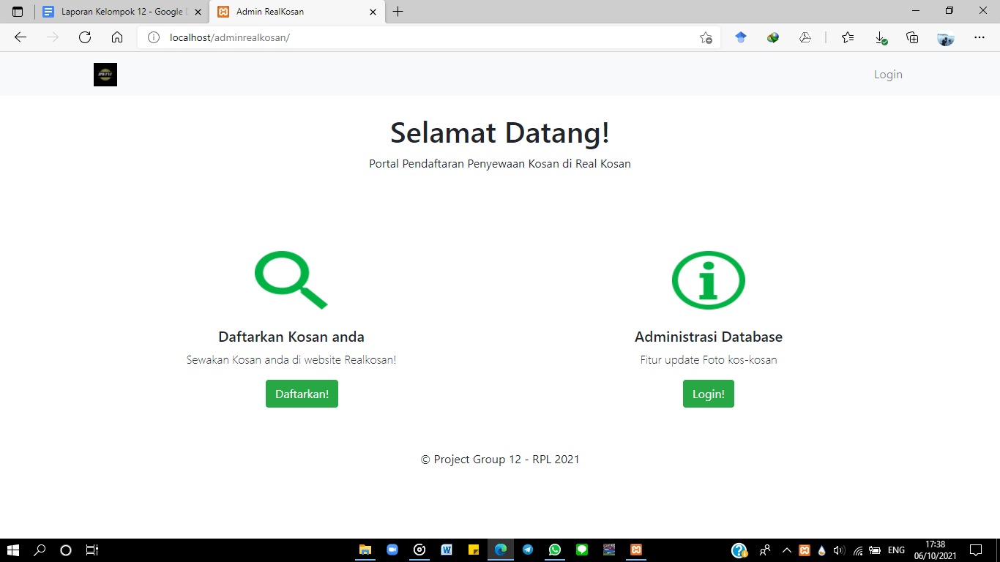 Laporan Kelompok 12 - Google D
Admin RealKosan
localhost/adminrealkosan/
Login
Selamat Datang!
Portal Pendaftaran Penyewaan Kosan di Real Kosan
Daftarkan Kosan anda
Sewakan Kosan anda di website Realkosan!
Daftarkan!
Administrasi Database
Fitur update Foto kos-kosan
Login!
© Project Group 12 - RPL 2021
ENG
17:38
06/10/2021